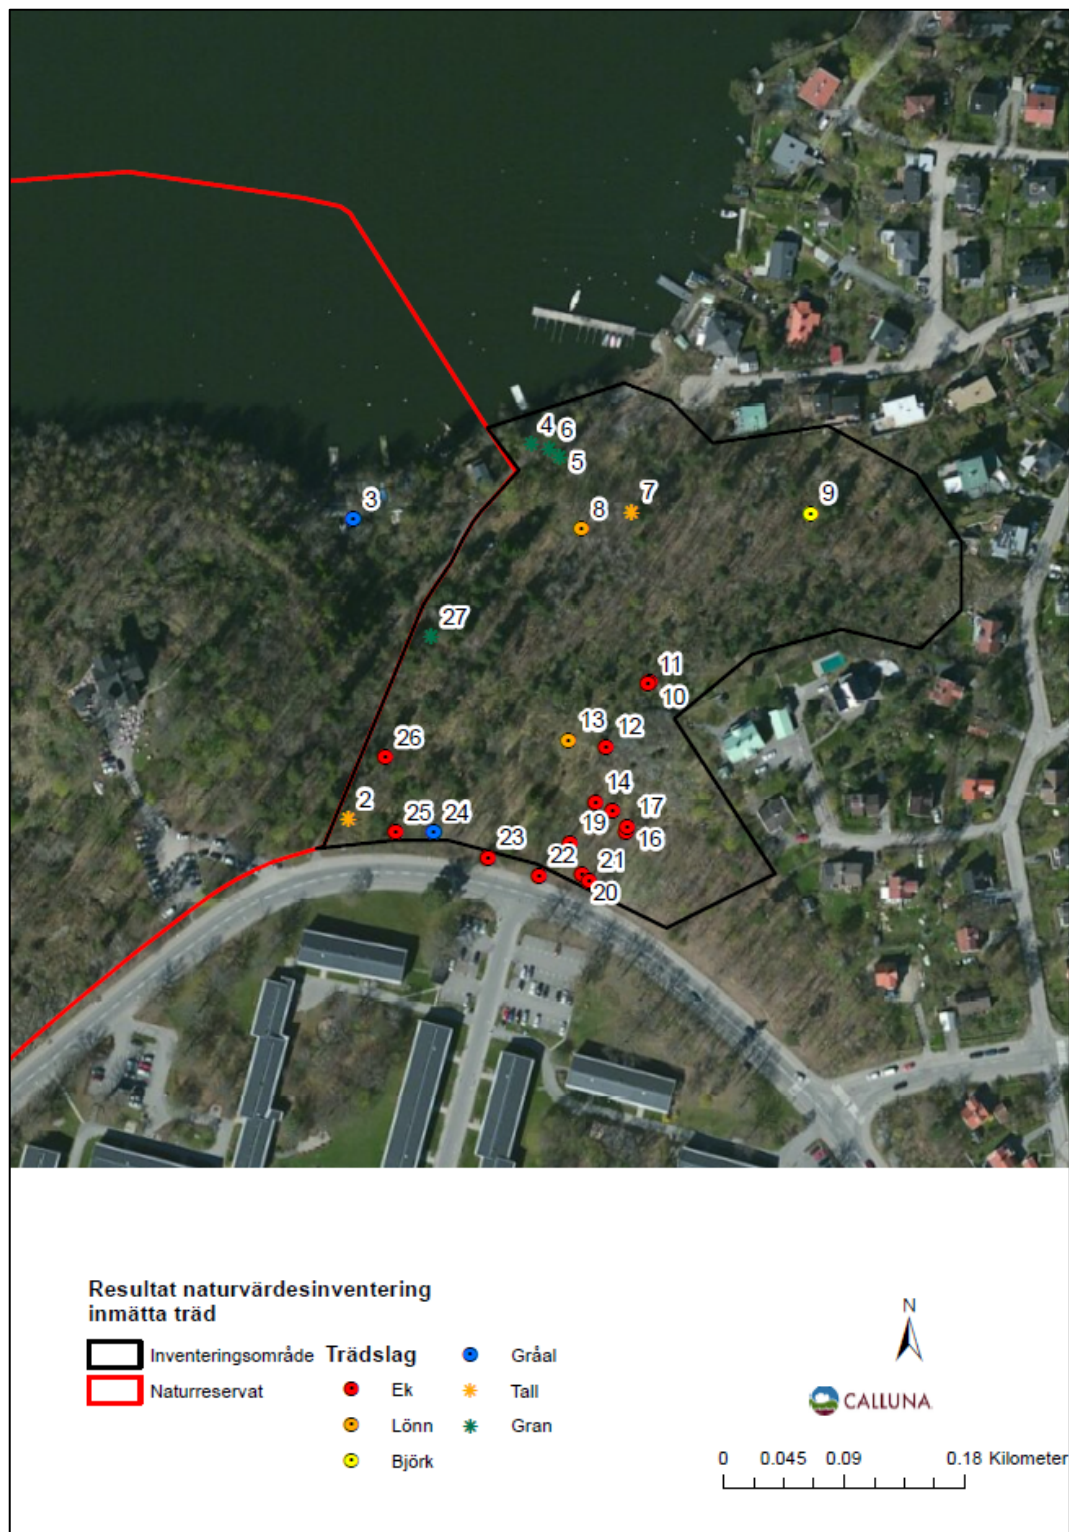 4
6
5
3
7
8
9
27
11
10
13
12
26
14
2
17
19
25
24
16
23
22
21
20
Resultat naturvärdesinventering
inmätta träd
N
Inventeringsområde
Trädslag
Gråal
Naturreservat
Ek
Tall
CALLUNA
Lönn
Gran
Björk
0 0.045 0.09 0.18 Kilometer